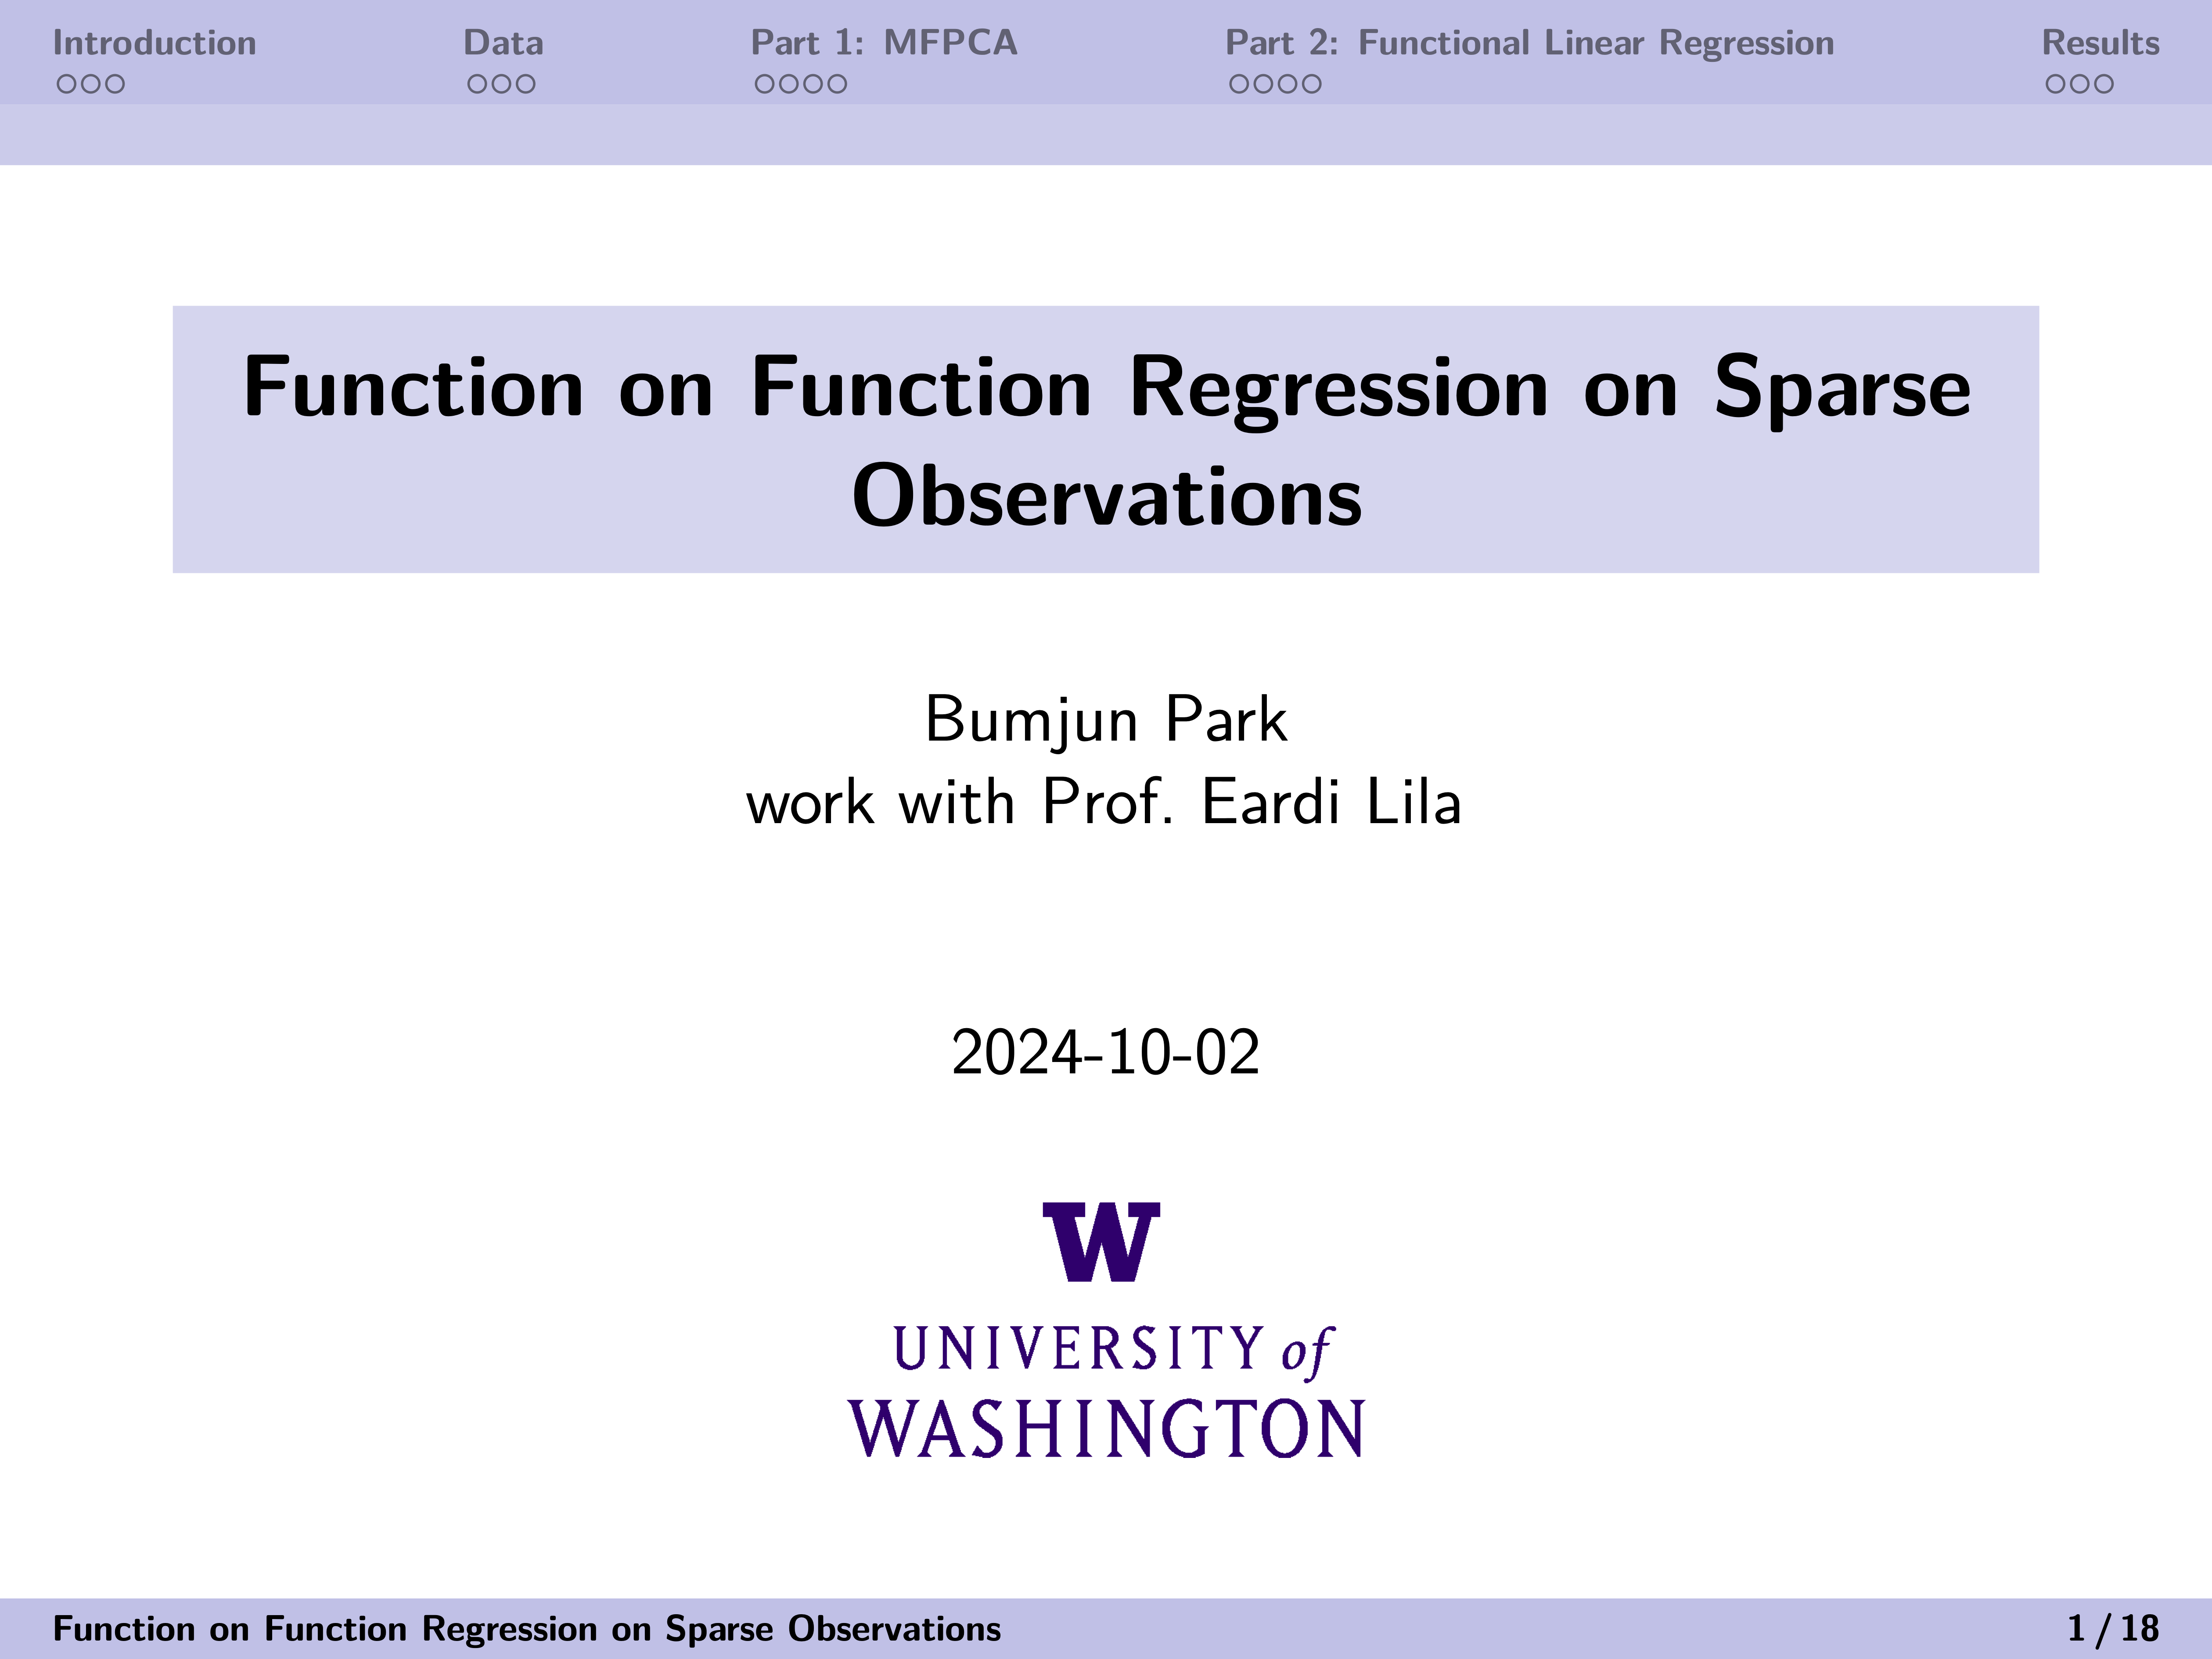 Introduction Data Part 1: MFPCA Part 2: Functional Linear Regression Results
Function on Function Regression on Sparse
Observations
Bumjun Park
work with Prof. Eardi Lila
2024-10-02
W
UNIVERSITY of
WASHINGTON
Function on Function Regression on Sparse Observations 1 / 18